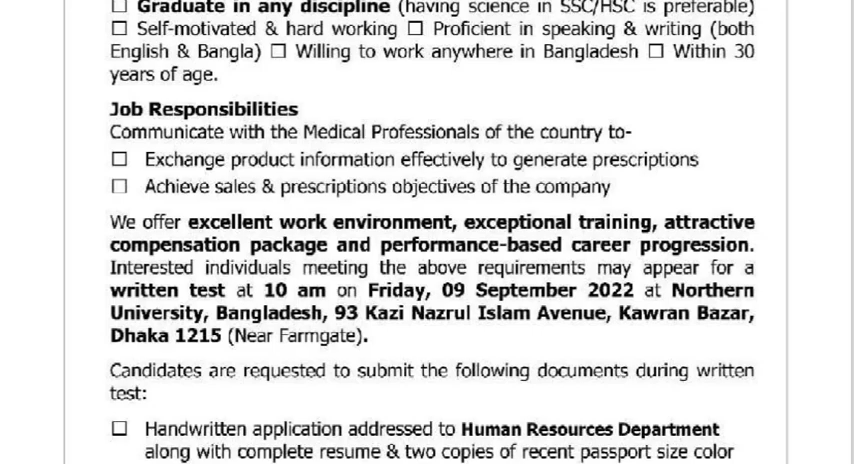 ☐ Graduate in any discipline (having science in SSC/HSC is preferable)
☐ Self-motivated & hard working ☐ Proficient in speaking & writing (both
English & Bangla) ☐ Willing to work anywhere in Bangladesh ☐ Within 30
years of age.
Job Responsibilities
Communicate with the Medical Professionals of the country to-
☐ Exchange product information effectively to generate prescriptions
☐ Achieve sales & prescriptions objectives of the company
We offer excellent work environment, exceptional training, attractive
compensation package and performance-based career progression.
Interested individuals meeting the above requirements may appear for a
written test at 10 am on Friday, 09 September 2022 at Northern
University, Bangladesh, 93 Kazi Nazrul Islam Avenue, Kawran Bazar,
Dhaka 1215 (Near Farmgate).
Candidates are requested to submit the following documents during written
test:
☐ Handwritten application addressed to Human Resources Department
along with complete resume & two copies of recent passport size color